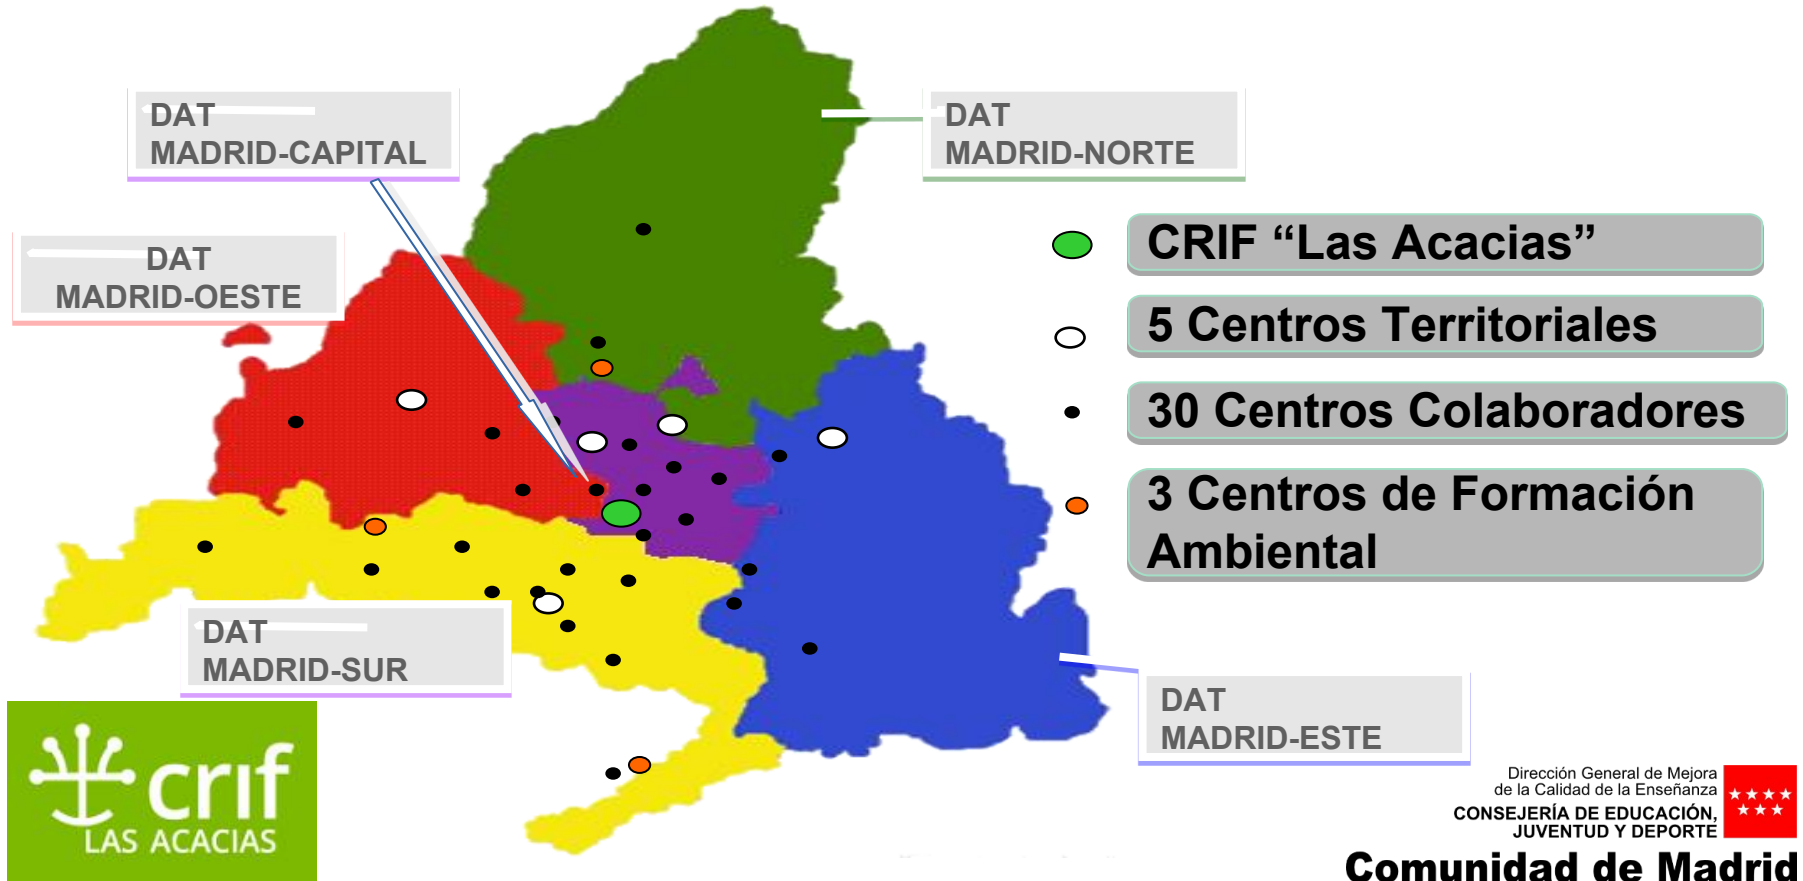 DAT
MADRID-CAPITAL
DAT
MADRID-NORTE
DAT
MADRID-OESTE
CRIF “Las Acacias”
5 Centros Territoriales
30 Centros Colaboradores
3 Centros de Formación
Ambiental
DAT
MADRID-SUR
DAT
MADRID-ESTE
crif
LAS ACACIAS
Dirección General de Mejora
de la Calidad de la Enseñanza
CONSEJERÍA DE EDUCACIÓN,
JUVENTUD Y DEPORTE
Comunidad de Madrid